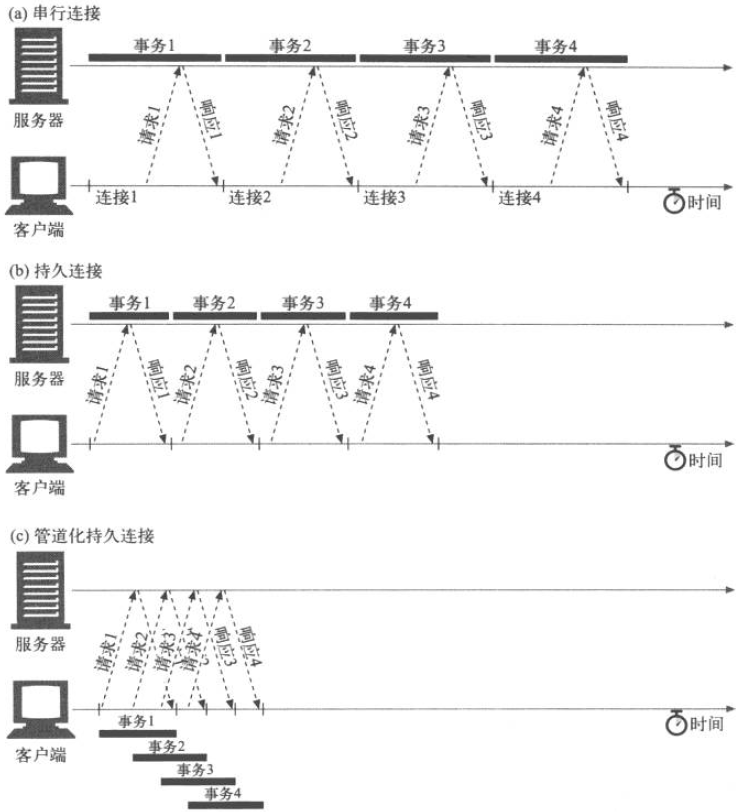 (a) 串行连接
事务1 事务2 事务3 事务4
服务器
请求1 响应1 请求2 响应2 请求3 响应3 请求4 响应4
连接1 连接2 连接3 连接4
时间
客户端
(b) 持久连接
事务1 事务2 事务3 事务4
服务器
请求1 响应1 请求2 响应2 请求3 响应3 请求4 响应4
时间
客户端
(c) 管道化持久连接
服务器
请求1 请求2 请求3 请求4 响应3 响应4
时间
客户端
事务1
事务2
事务3
事务4